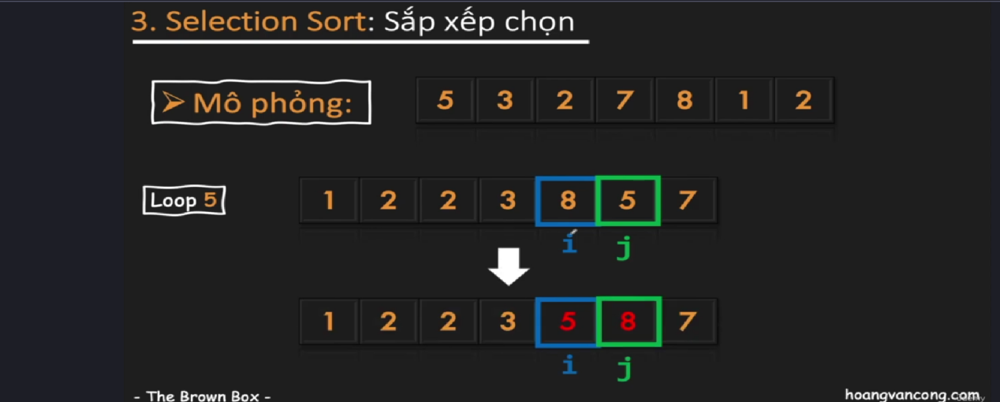 3. Selection Sort: Sắp xếp chọn
➢ Mô phỏng:
5 3 2 7 8 1 2
Loop 5
1 2 2 3 8 5 7
i j
1 2 2 3 5 8 7
i j
- The Brown Box -
hoangvancong.com